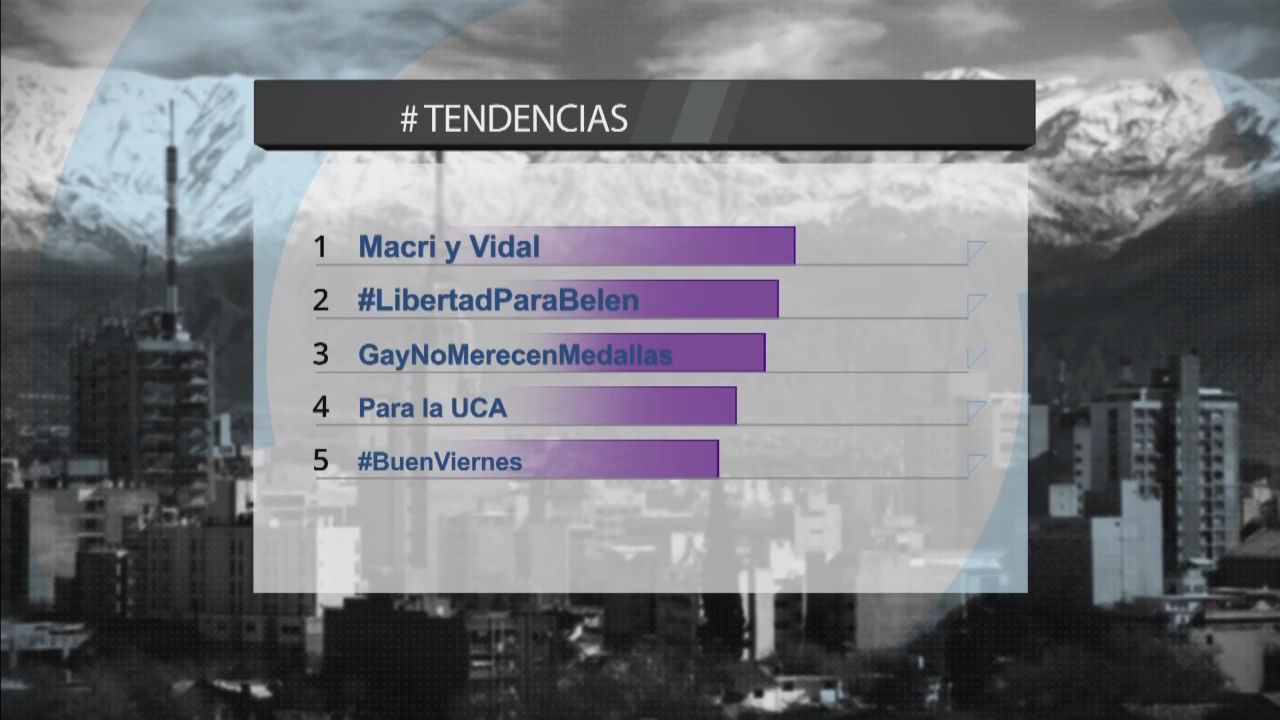 # TENDENCIAS
1 Macri y Vidal
2 #LibertadParaBelen
3 GayNoMerecenMedallas
4 Para la UCA
5 #BuenViernes